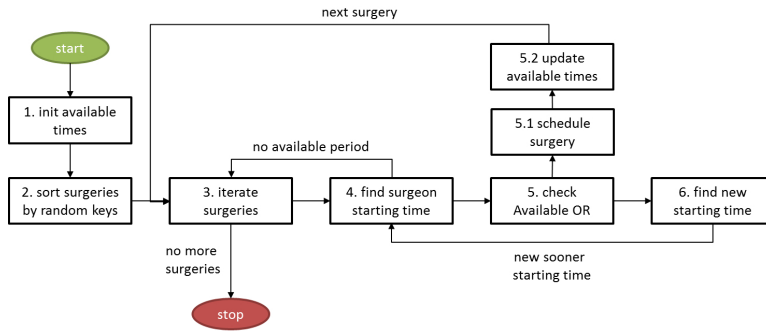 next surgery
start
5.2 update
available times
1. init available
times
5.1 schedule
surgery
no available period
2. sort surgeries
by random keys
3. iterate
surgeries
4. find surgeon
starting time
5. check
Available OR
6. find new
starting time
no more
surgeries
new sooner
starting time
stop